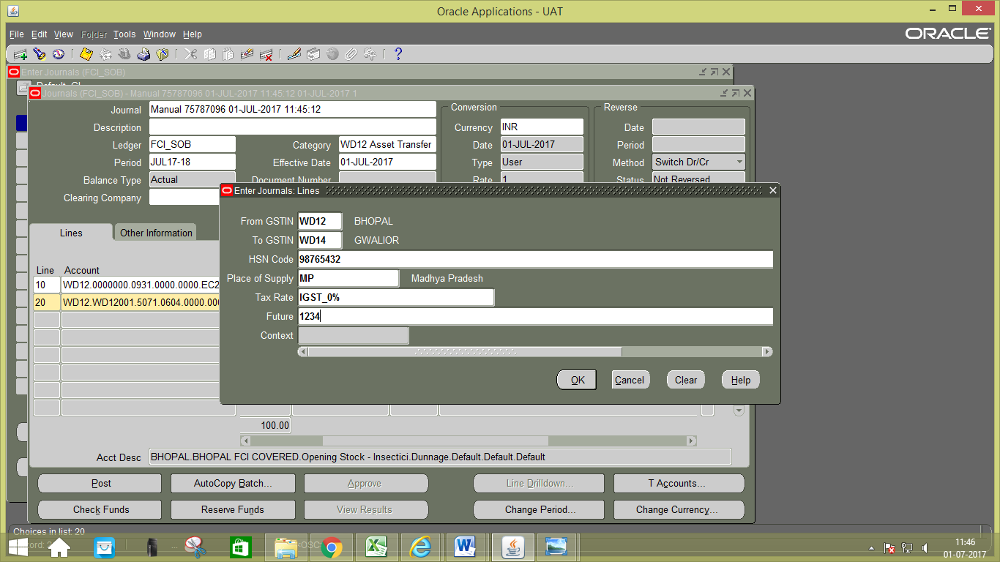 Oracle Applications - UAT
File Edit View Folder Tools Window Help
ORACLE
Enter Journals (FCI_SOB)
Journals (FCI_SOB) - Manual 75787096 01-JUL-2017 11:45:12 01-JUL-2017 1
Journal Manual 75787096 01-JUL-2017 11:45:12
Description
Ledger FCI_SOB Category WD12 Asset Transfer
Period JUL17-18 Effective Date 01-JUL-2017
Balance Type Actual Document Number
Clearing Company
Conversion
Currency INR
Date 01-JUL-2017
Type User
Rate 1
Reverse
Date
Period
Method Switch Dr/Cr
Status Not Reversed
Enter Journals: Lines
From GSTIN WD12 BHOPAL
To GSTIN WD14 GWALIOR
HSN Code 98765432
Place of Supply MP Madhya Pradesh
Tax Rate IGST_0%
Future 1234
Context
OK Cancel Clear Help
Lines Other Information
Line Account
10 WD12.0000000.0931.0000.0000.EC2
20 WD12.WD12001.5071.0604.0000.000
100.00
Acct Desc BHOPAL.BHOPAL FCI COVERED.Opening Stock - Insectici.Dunnage.Default.Default.Default
Post AutoCopy Batch... Approve Line Drilldown... T Accounts...
Check Funds Reserve Funds View Results Change Period... Change Currency...
Choices in list: 20
11:46
01-07-2017